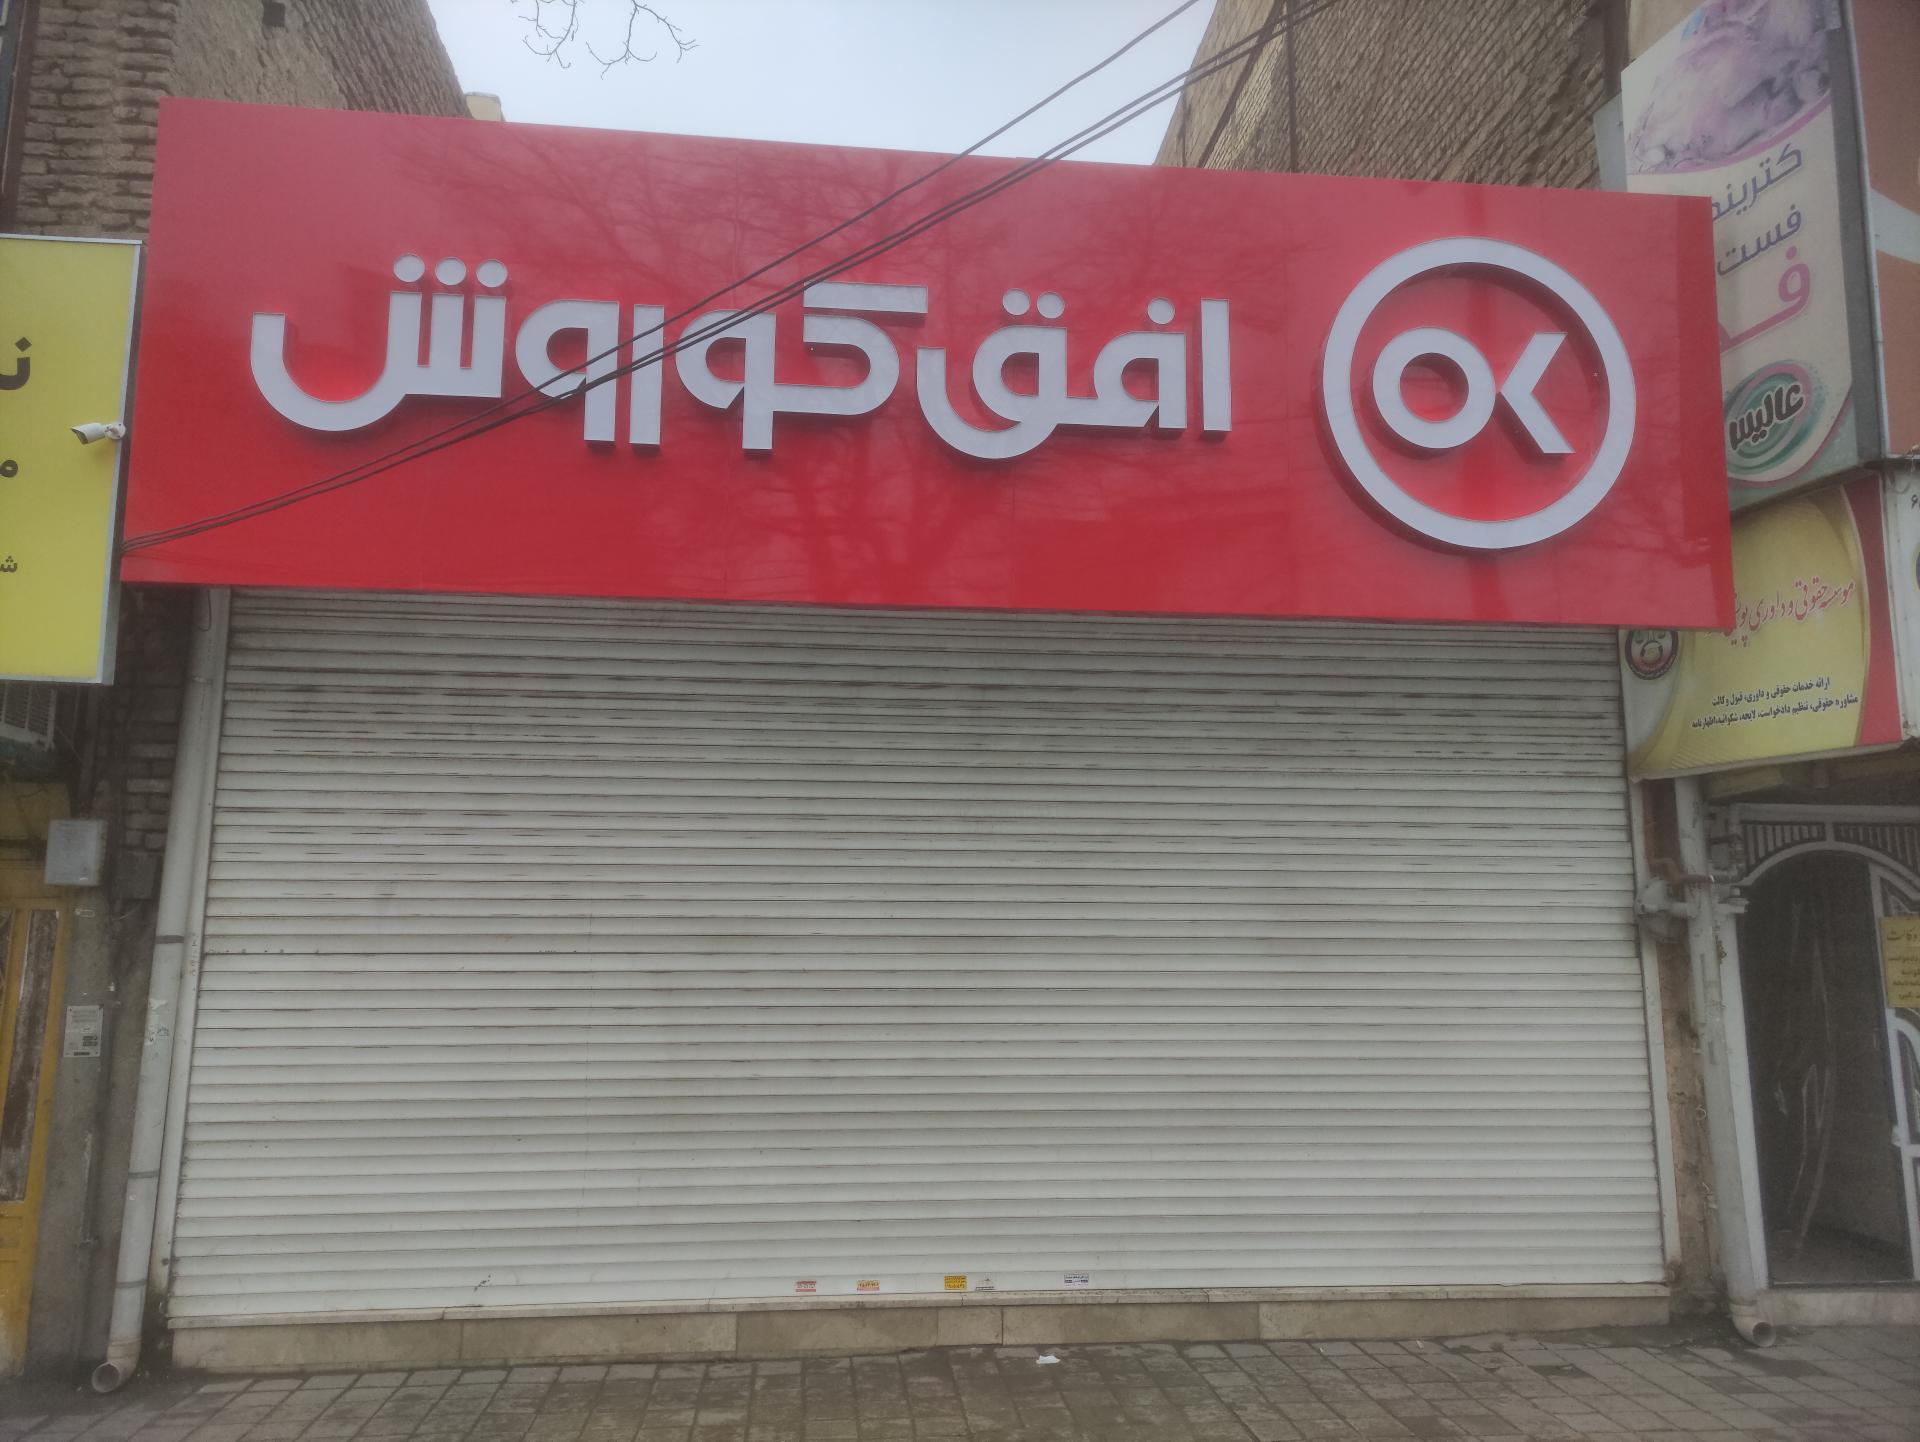 افق کوروش
OK
فست
عالیس
موسسه حقوقی و داوری
ارائه خدمات حقوقی و داوری، قبول وکالت
مشاوره حقوقی، تنظیم دادخواست، لایحه، شکوائیه، اظهارنامه